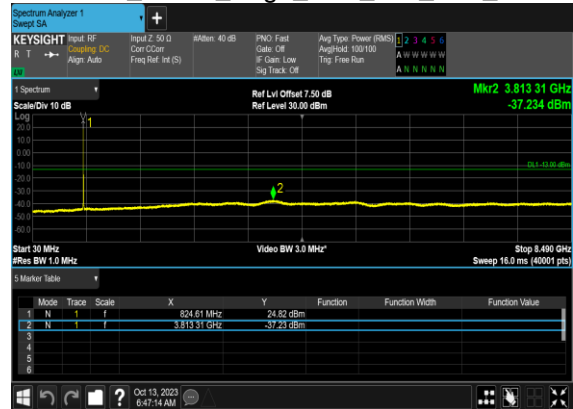 Spectrum Analyzer 1
Swept SA
+
KEYSIGHT Input: RF Input Z: 50 Ω #Atten: 40 dB PNO: Fast Avg Type: Power (RMS) 1 2 3 4 5 6
R T Coupling: DC Corr CCorr Gate: Off Avg|Hold: 100/100 A W W W W W
Align: Auto Freq Ref: Int (S) IF Gain: Low Trig: Free Run
LW Sig Track: Off A N N N N N
1 Spectrum Ref Lvl Offset 7.50 dB Mkr2 3.813 31 GHz
Scale/Div 10 dB Ref Level 30.00 dBm -37.234 dBm
Log
1
20.0
10.0
0.00
-10.0 DL1 -13.00 dBm
-20.0
-30.0 2
-40.0
-50.0
-60.0
Start 30 MHz Video BW 3.0 MHz* Stop 8.490 GHz
#Res BW 1.0 MHz Sweep 16.0 ms (40001 pts)
5 Marker Table
Mode Trace Scale X Y Function Function Width Function Value
1 N 1 f 824.61 MHz 24.82 dBm
2 N 1 f 3.813 31 GHz -37.23 dBm
3
4
5
6
? Oct 13, 2023
6:47:14 AM